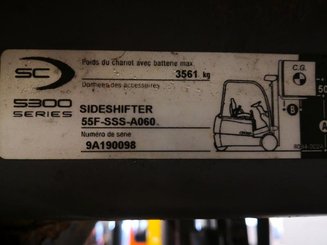 SC
5300
SERIES
Poids du chariot avec batterie max.
3561 kg
Données des accessoires
SIDESHIFTER
55F-SSS-A060
Numéro de série
9A190098
C.G.
B
A
50